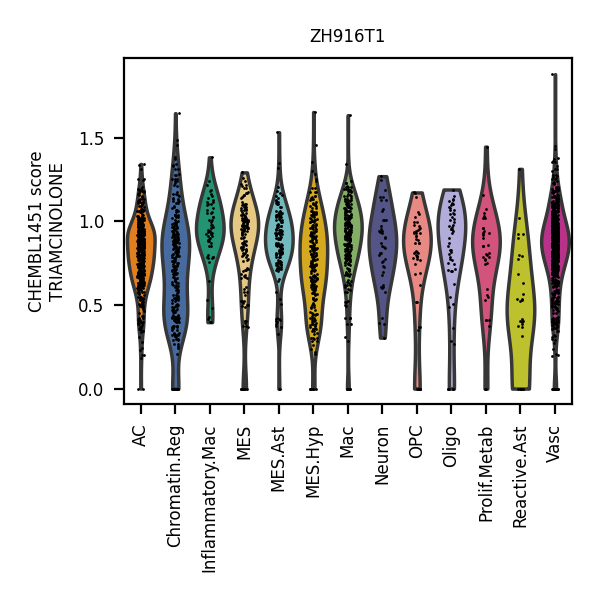 ZH916T1
CHEMBL1451 score
TRIAMCINOLONE
1.5
1.0
0.5
0.0
AC
Chromatin.Reg
Inflammatory.Mac
MES
MES.Ast
MES.Hyp
Mac
Neuron
OPC
Oligo
Prolif.Metab
Reactive.Ast
Vasc